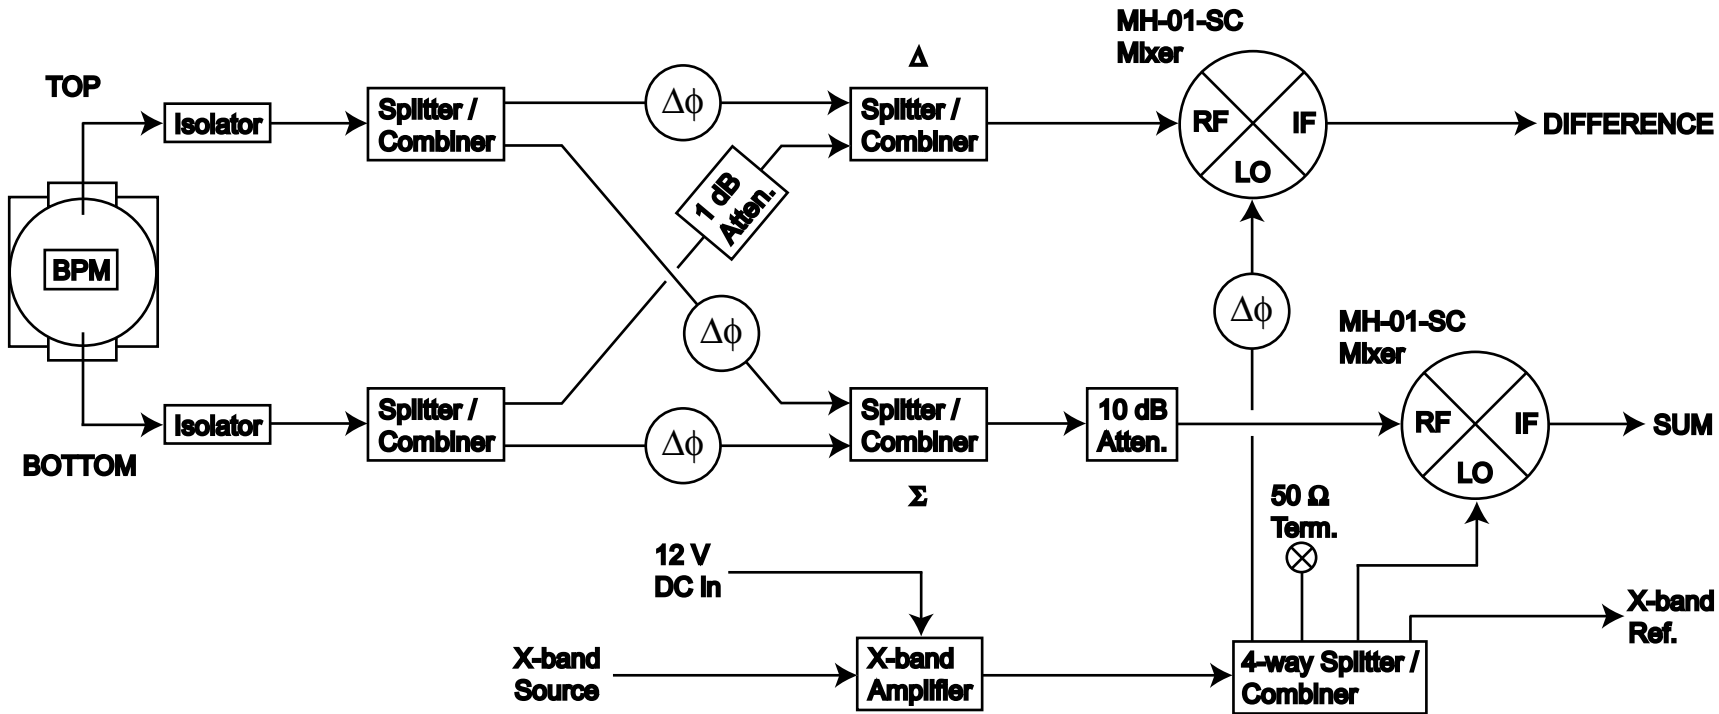 MH-01-SC
Mixer
Δ
TOP
Isolator
Splitter /
Combiner
Δϕ
Splitter /
Combiner
RF
IF
LO
DIFFERENCE
1 dB
Atten.
BPM
Δϕ
Δϕ
MH-01-SC
Mixer
Isolator
Splitter /
Combiner
Δϕ
Splitter /
Combiner
10 dB
Atten.
RF
IF
LO
SUM
BOTTOM
Σ
50 Ω
Term.
12 V
DC In
X-band
Ref.
X-band
Source
X-band
Amplifier
4-way Splitter /
Combiner